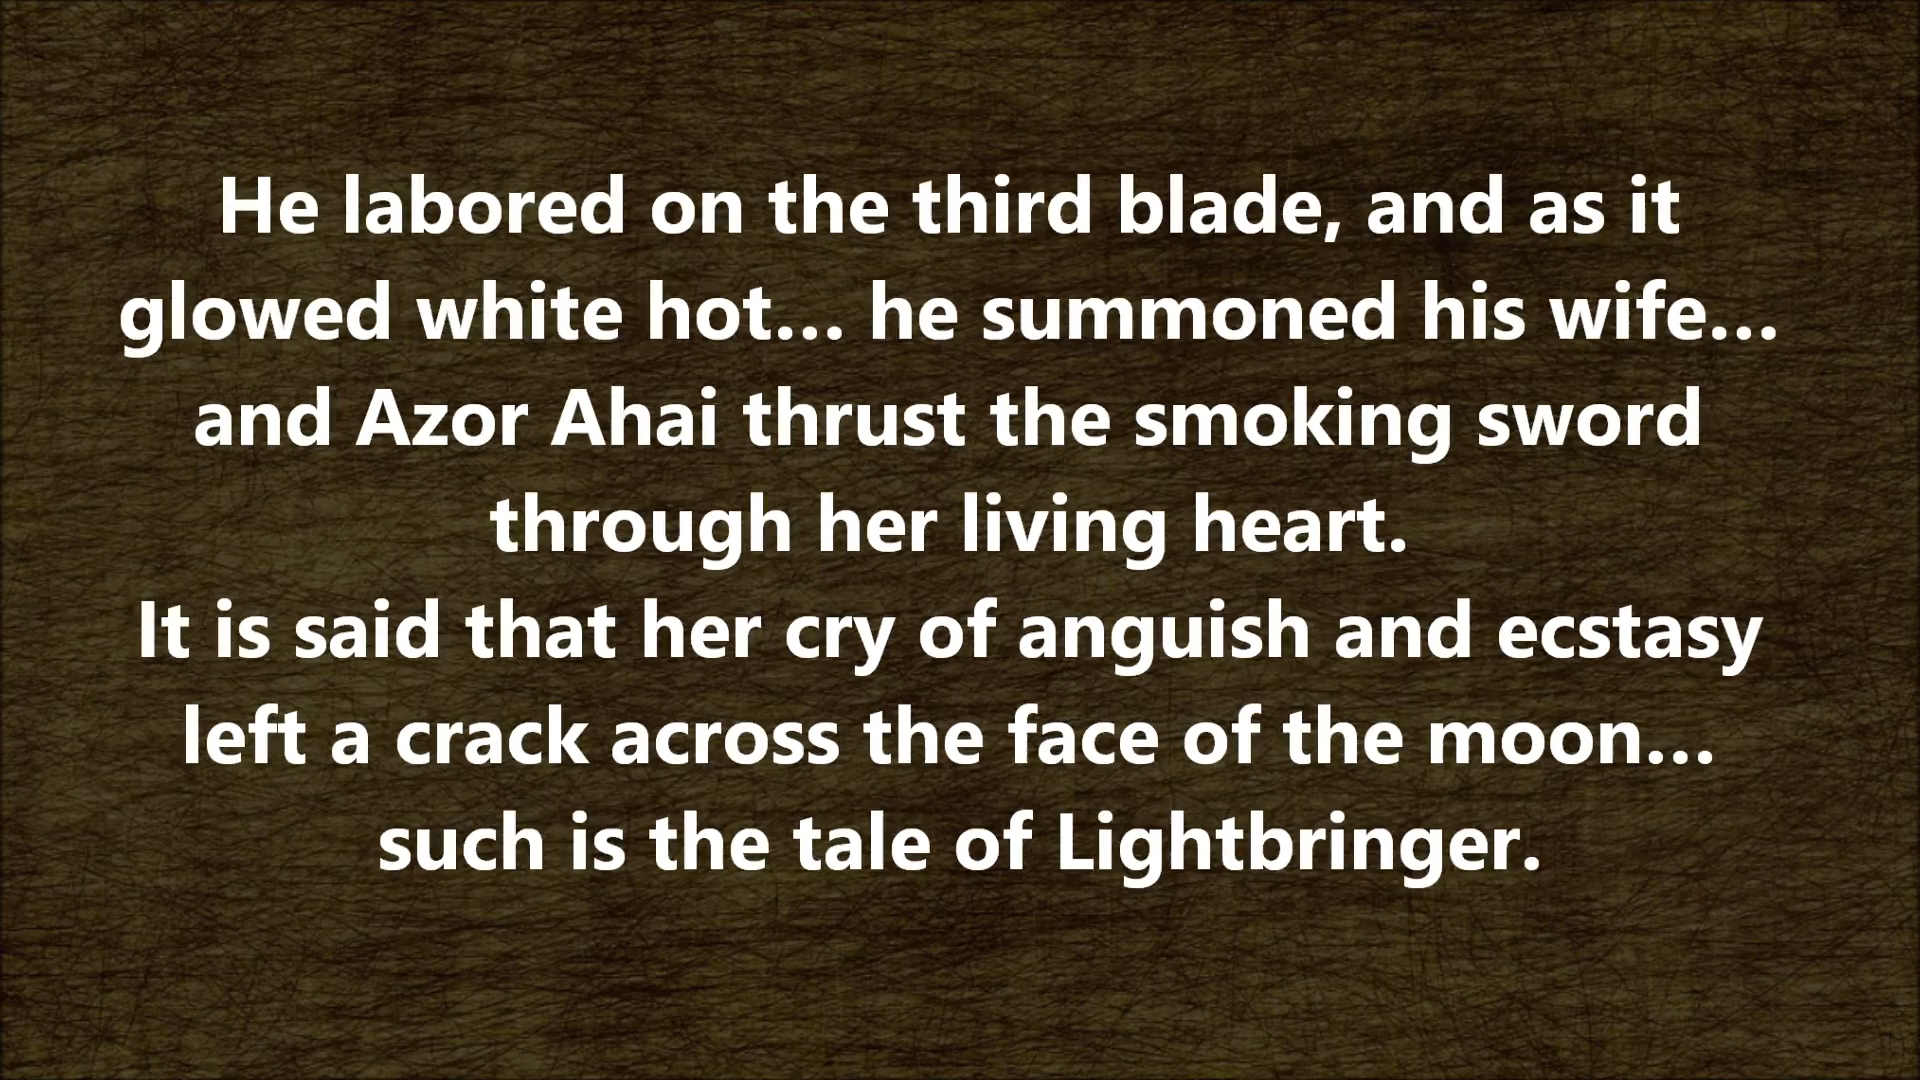 He labored on the third blade, and as it
glowed white hot... he summoned his wife...
and Azor Ahai thrust the smoking sword
through her living heart.
It is said that her cry of anguish and ecstasy
left a crack across the face of the moon...
such is the tale of Lightbringer.